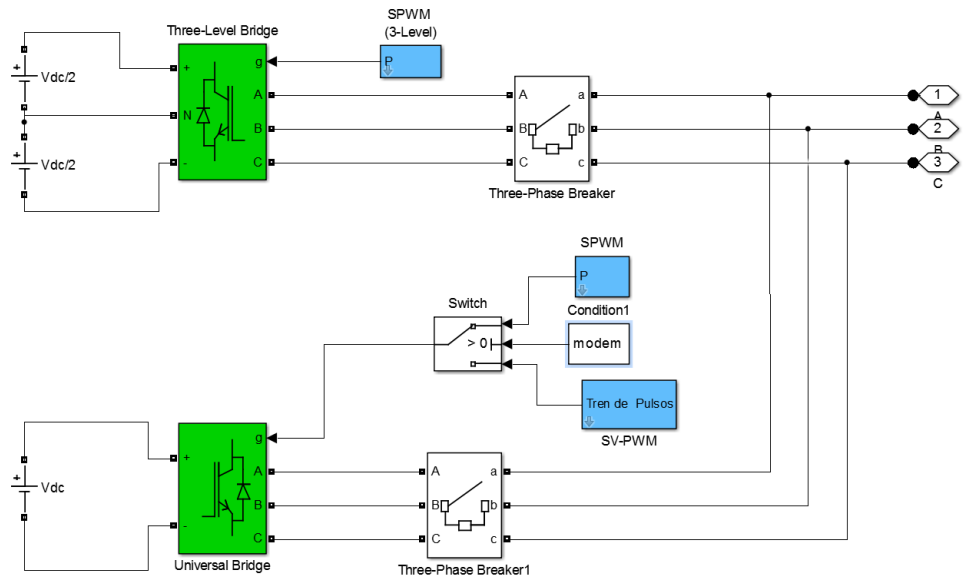 SPWM
(3-Level)
Three-Level Bridge
P
g
+
Vdc/2
N
-
A
B
C
Vdc/2
A
B
C
a
b
c
Three-Phase Breaker
1
A
2
B
3
C
SPWM
P
Condition1
Switch
> 0
modem
Tren de Pulsos
SV-PWM
g
+
Vdc
-
A
B
C
Universal Bridge
A
B
C
a
b
c
Three-Phase Breaker1